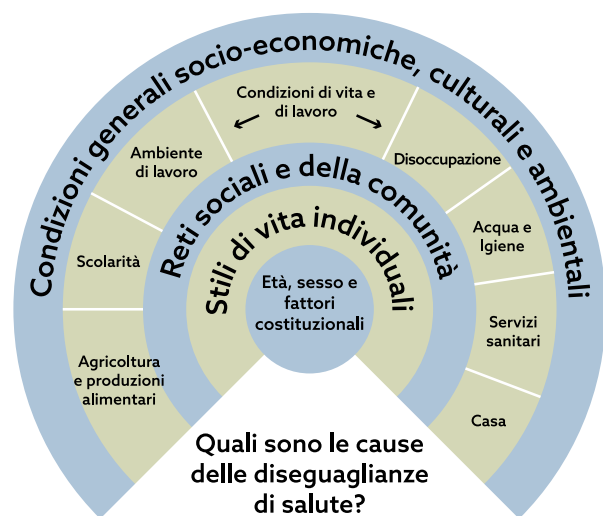 Condizioni generali socio-economiche, culturali e ambientali
Condizioni di vita e
di lavoro
Ambiente
di lavoro
Disoccupazione
Reti sociali e della comunità
Scolarità
Acqua e
Igiene
Stili di vita individuali
Età, sesso e
fattori
costituzionali
Servizi
sanitari
Agricoltura
e produzioni
alimentari
Casa
Quali sono le cause
delle diseguaglianze
di salute?